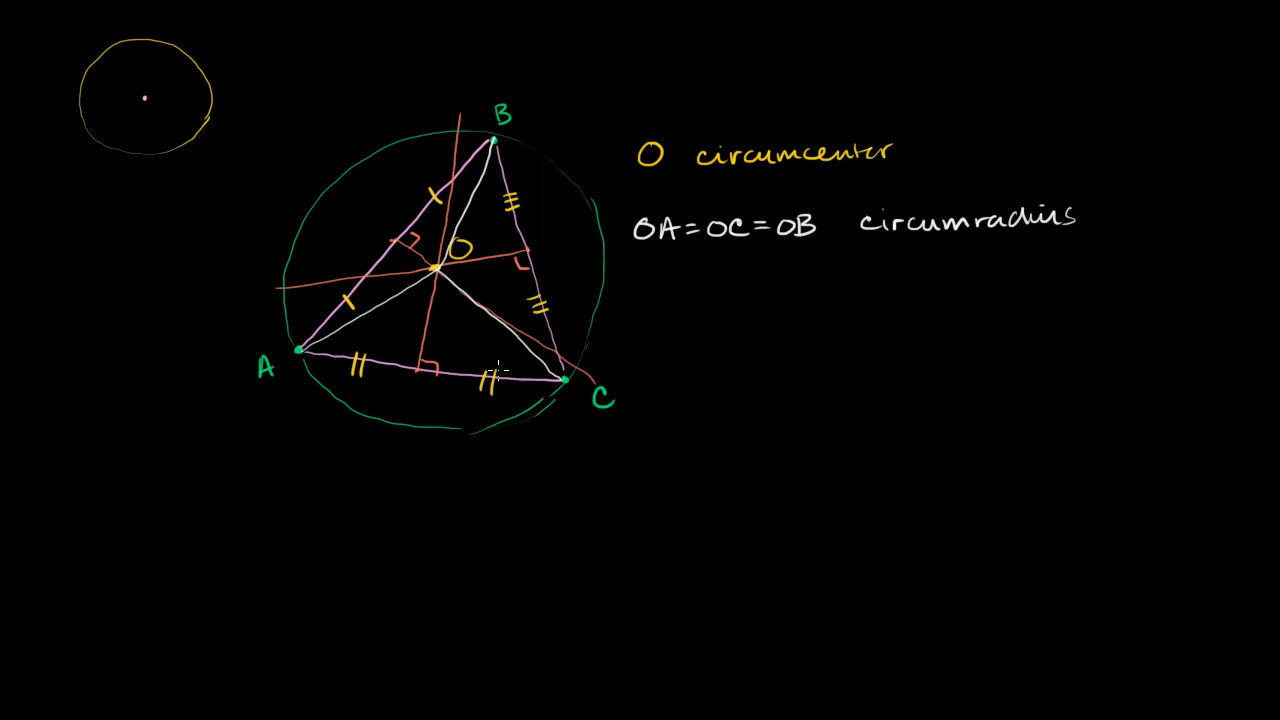 B
O circumcenter
OA = OC = OB circumradius
O
A
C